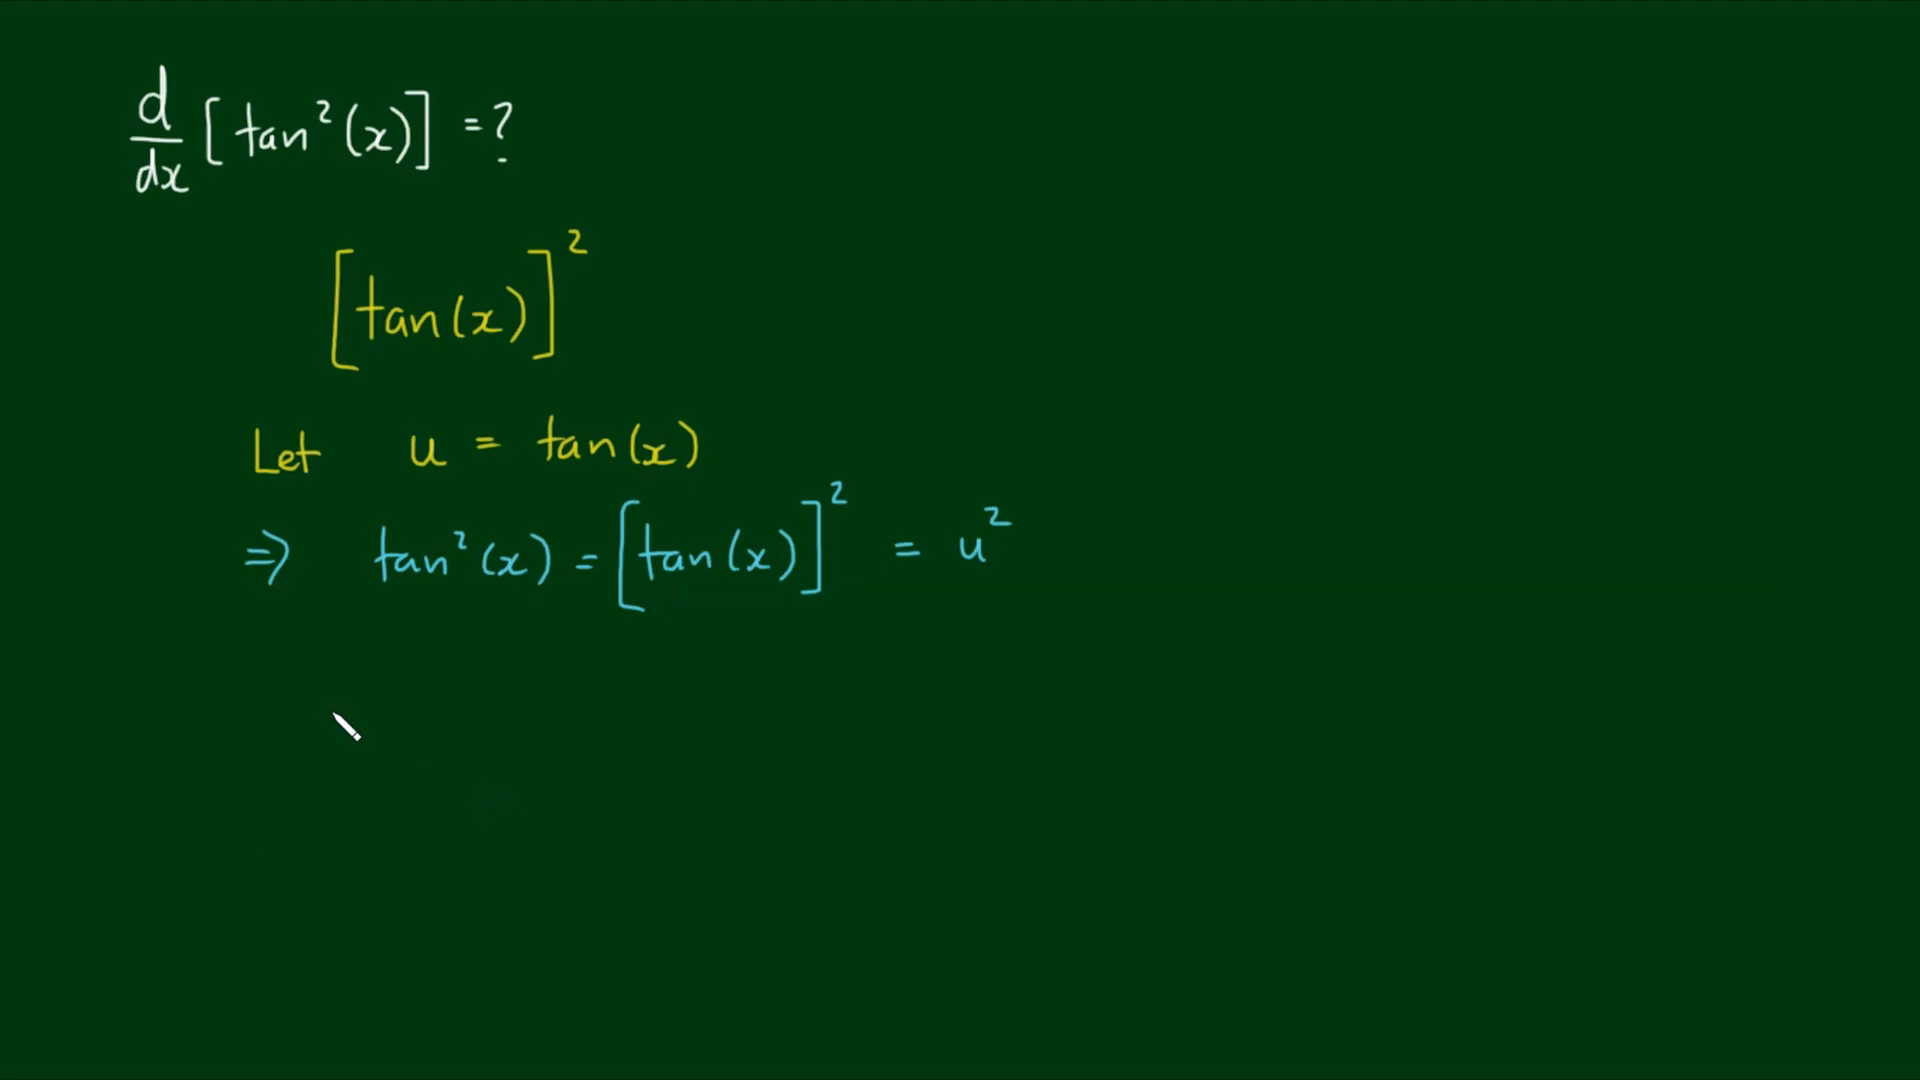 d/dx [tan²(x)] = ?
[tan(x)]²
Let u = tan(x)
⇒ tan²(x) = [tan(x)]² = u²